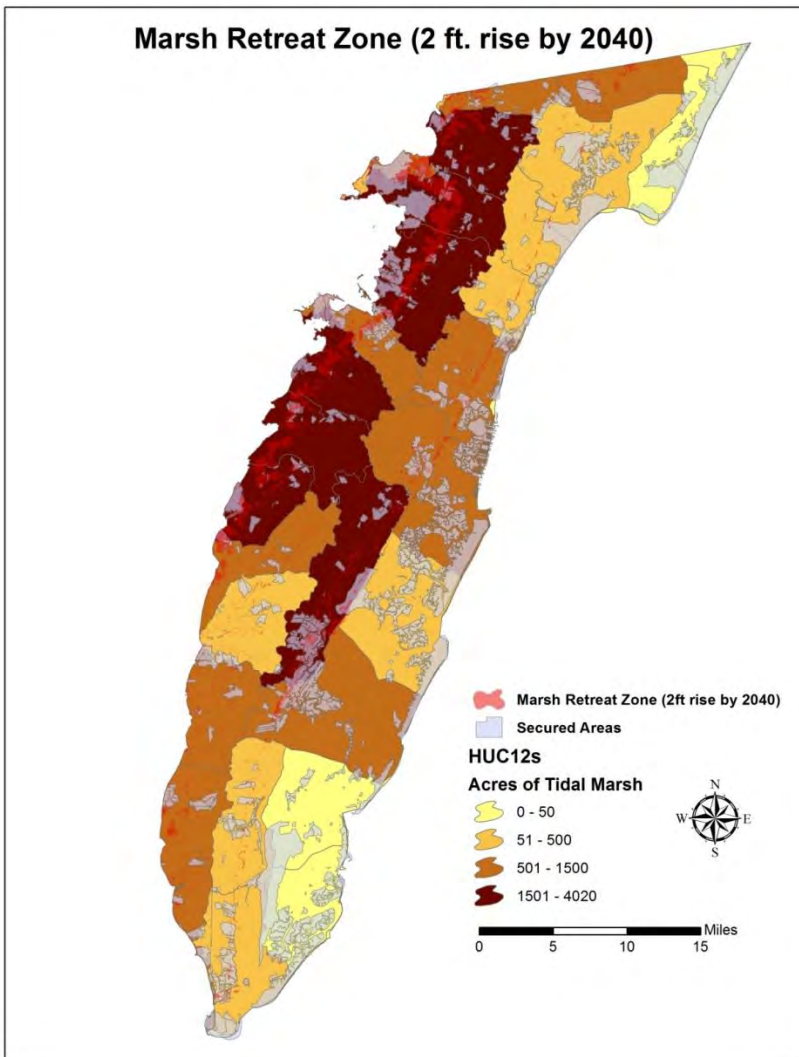 Marsh Retreat Zone (2 ft. rise by 2040)
Marsh Retreat Zone (2ft rise by 2040)
Secured Areas
HUC12s
Acres of Tidal Marsh
0 - 50
51 - 500
501 - 1500
1501 - 4020
N
W E
S
Miles
0 5 10 15